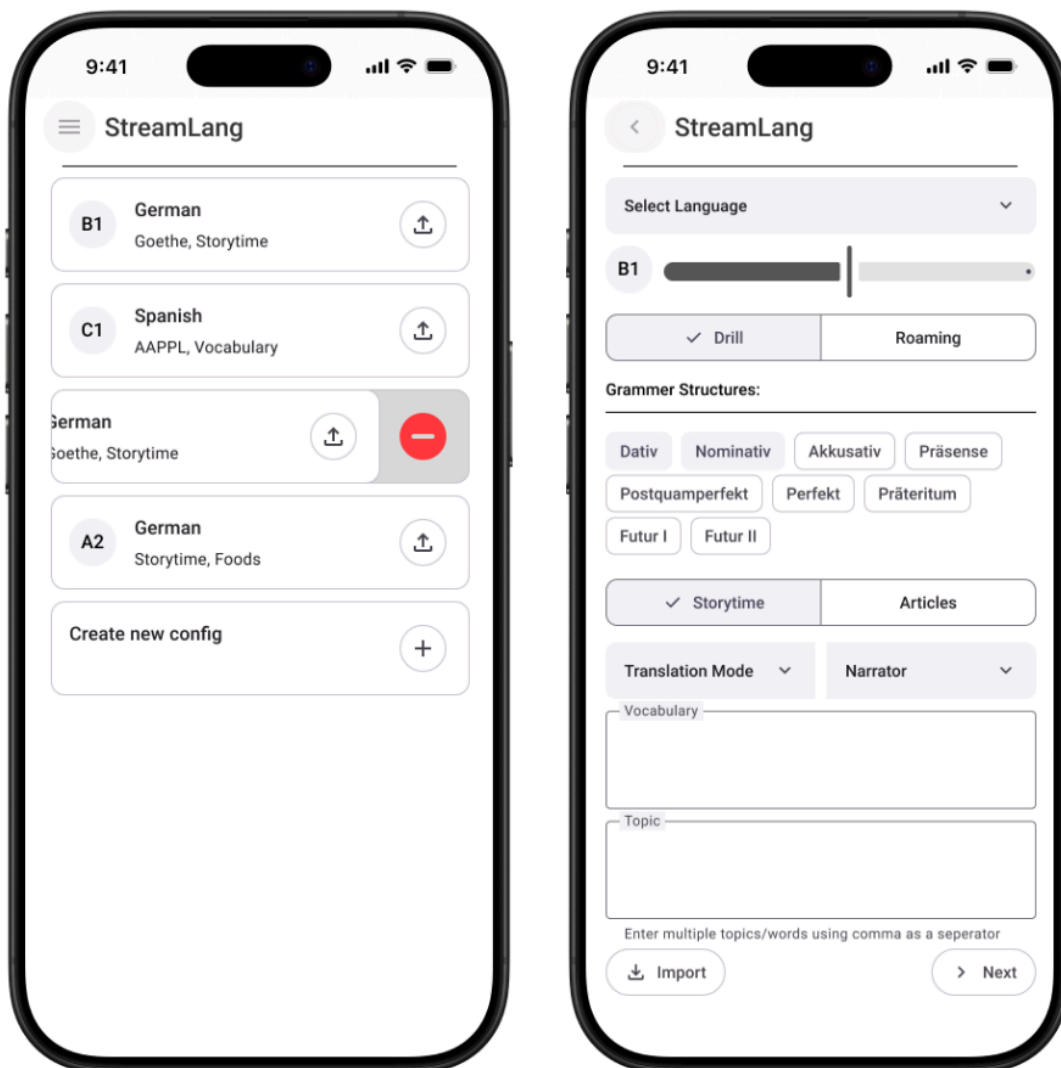 9:41
StreamLang
B1
German
Goethe, Storytime
C1
Spanish
AAPPL, Vocabulary
German
Goethe, Storytime
A2
German
Storytime, Foods
Create new config
9:41
StreamLang
Select Language
B1
Drill Roaming
Grammer Structures:
Dativ Nominativ Akkusativ Präsense
Postquamperfekt Perfekt Präteritum
Futur I Futur II
Storytime Articles
Translation Mode Narrator
Vocabulary
Topic
Enter multiple topics/words using comma as a seperator
Import Next